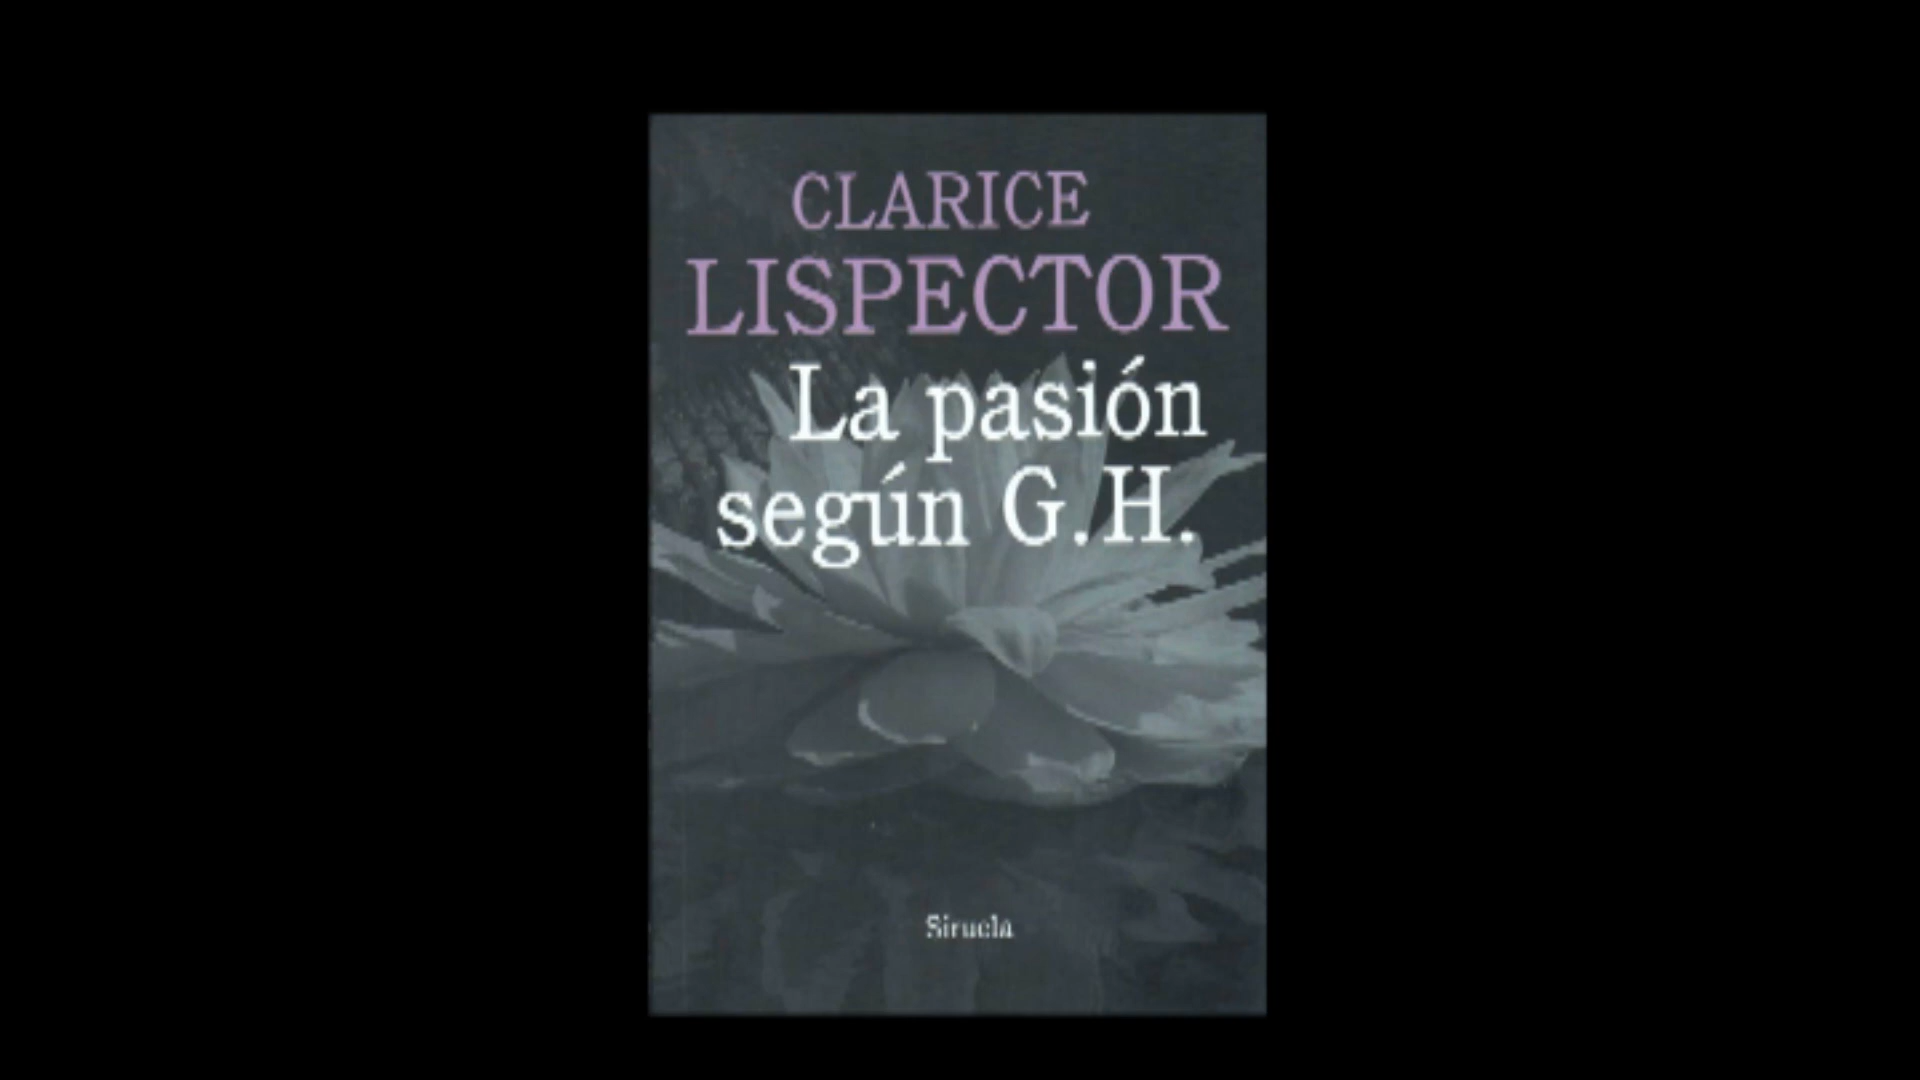 CLARICE
LISPECTOR
La pasión
según G.H.
Siruela